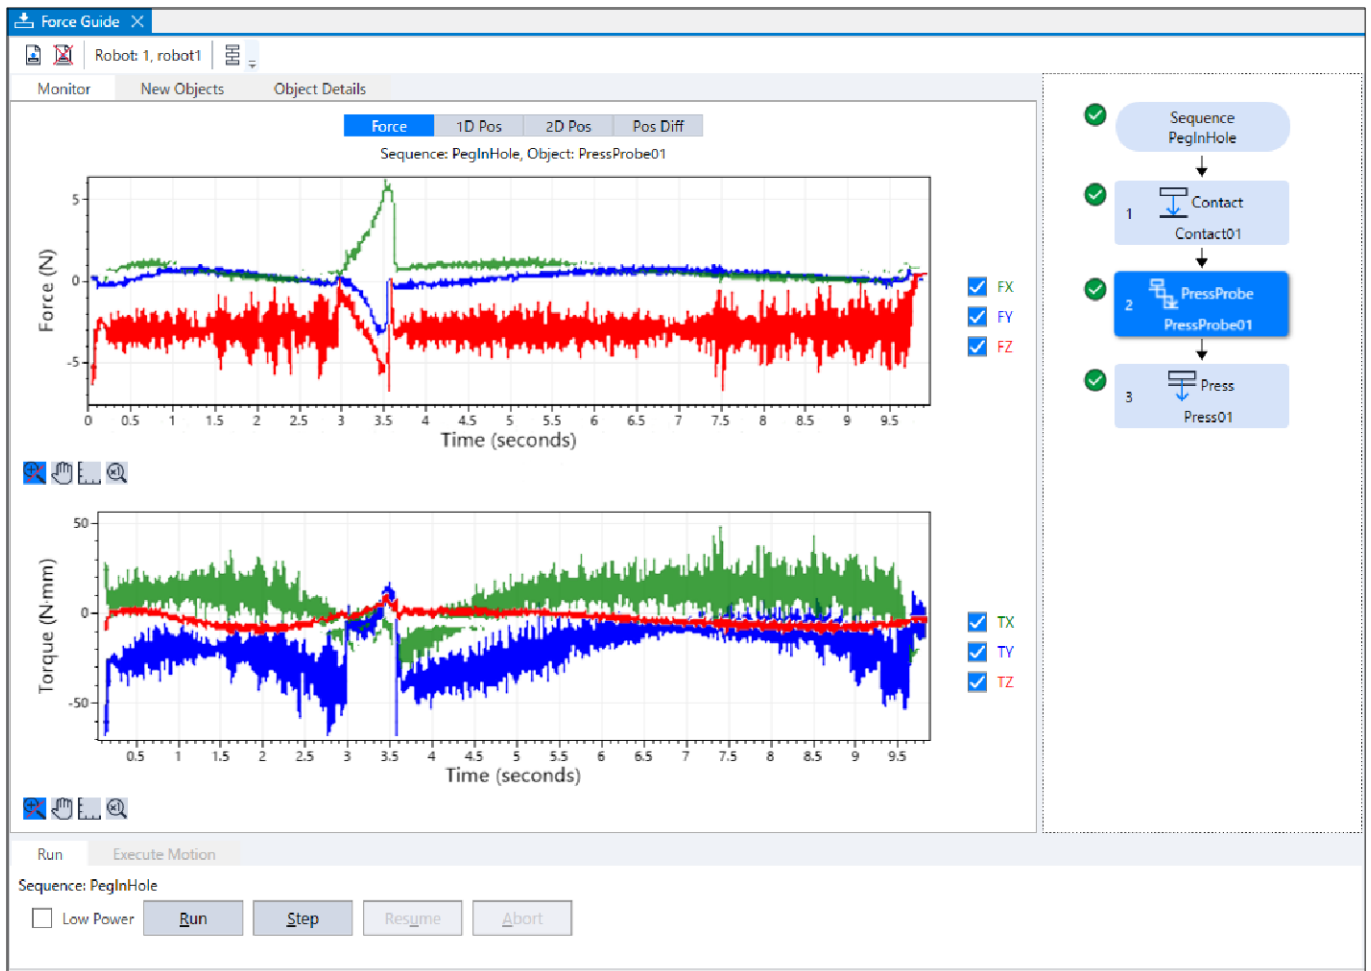 Force Guide
Robot: 1, robot1
Monitor New Objects Object Details
Force 1D Pos 2D Pos Pos Diff
Sequence: PegInHole, Object: PressProbe01
Force (N)
5
0
-5
0 0.5 1 1.5 2 2.5 3 3.5 4 4.5 5 5.5 6 6.5 7 7.5 8 8.5 9 9.5
Time (seconds)
FX
FY
FZ
x1
Torque (N·mm)
50
0
-50
0.5 1 1.5 2 2.5 3 3.5 4 4.5 5 5.5 6 6.5 7 7.5 8 8.5 9 9.5
Time (seconds)
TX
TY
TZ
x1
Sequence
PegInHole
1 Contact
Contact01
2 PressProbe
PressProbe01
3 Press
Press01
Run Execute Motion
Sequence: PegInHole
Low Power Run Step Resume Abort